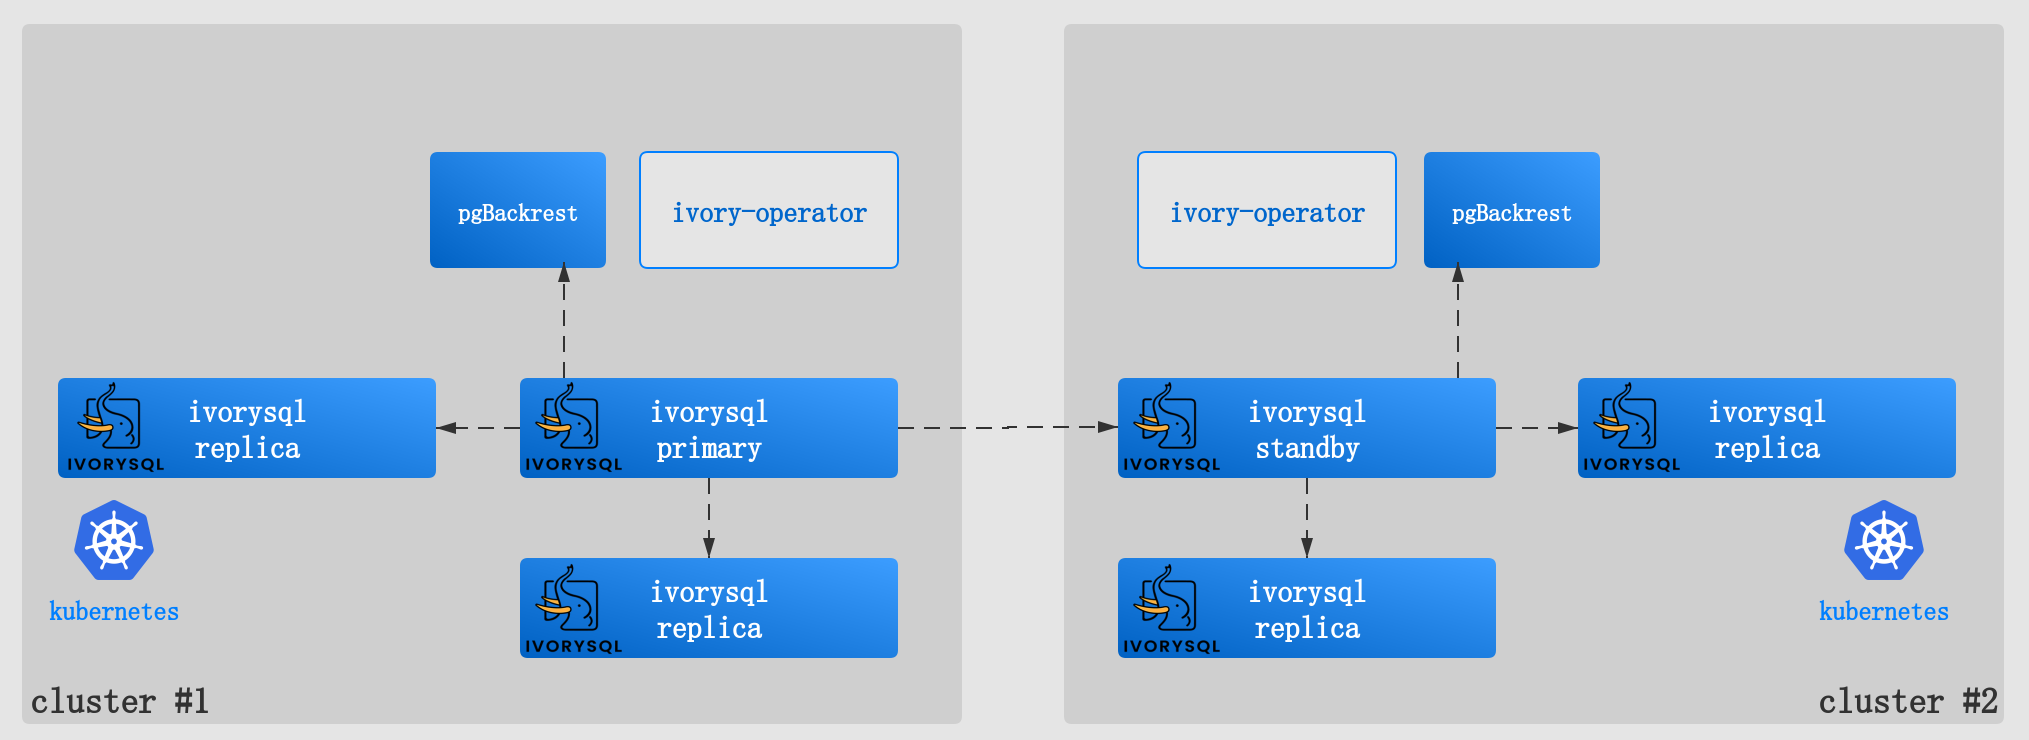 pgBackrest
ivory-operator
ivorysql
replica
IVORYSQL
ivorysql
primary
IVORYSQL
ivorysql
replica
IVORYSQL
kubernetes
cluster #1
ivory-operator
pgBackrest
ivorysql
standby
IVORYSQL
ivorysql
replica
IVORYSQL
ivorysql
replica
IVORYSQL
kubernetes
cluster #2